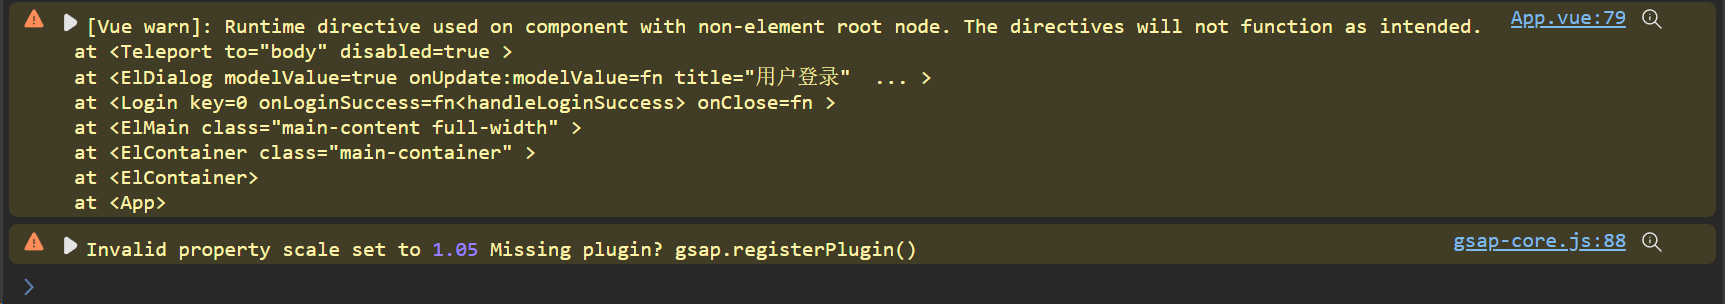 [Vue warn]: Runtime directive used on component with non-element root node. The directives will not function as intended. App.vue:79
at <Teleport to="body" disabled=true >
at <ElDialog modelValue=true onUpdate:modelValue=fn title="用户登录"  ... >
at <Login key=0 onLoginSuccess=fn<handleLoginSuccess> onClose=fn >
at <ElMain class="main-content full-width" >
at <ElContainer class="main-container" >
at <ElContainer>
at <App>
Invalid property scale set to 1.05 Missing plugin? gsap.registerPlugin() gsap-core.js:88